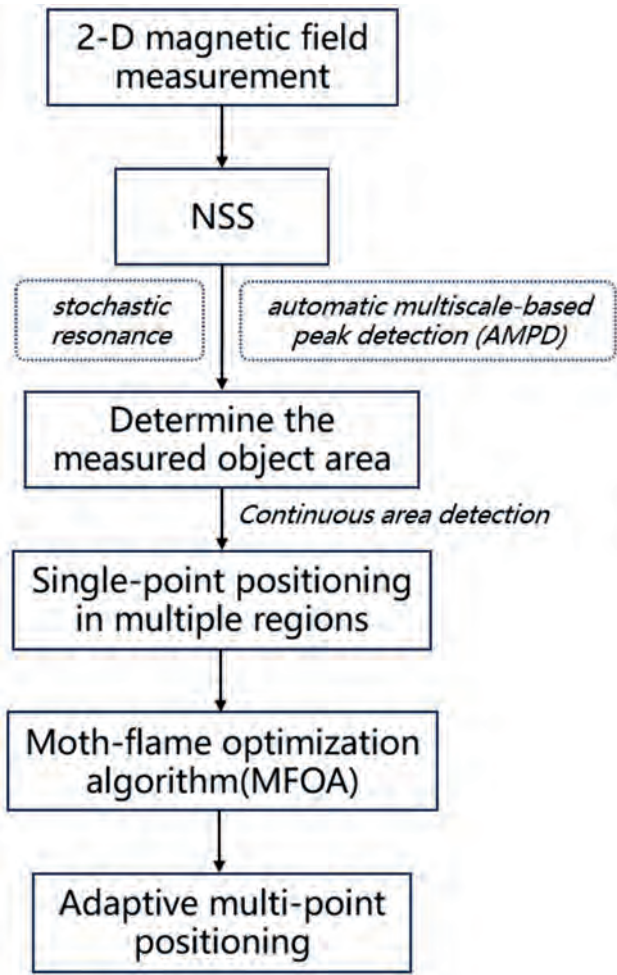 2-D magnetic field
measurement
NSS
stochastic
resonance
automatic multiscale-based
peak detection (AMPD)
Determine the
measured object area
Continuous area detection
Single-point positioning
in multiple regions
Moth-flame optimization
algorithm(MFOA)
Adaptive multi-point
positioning